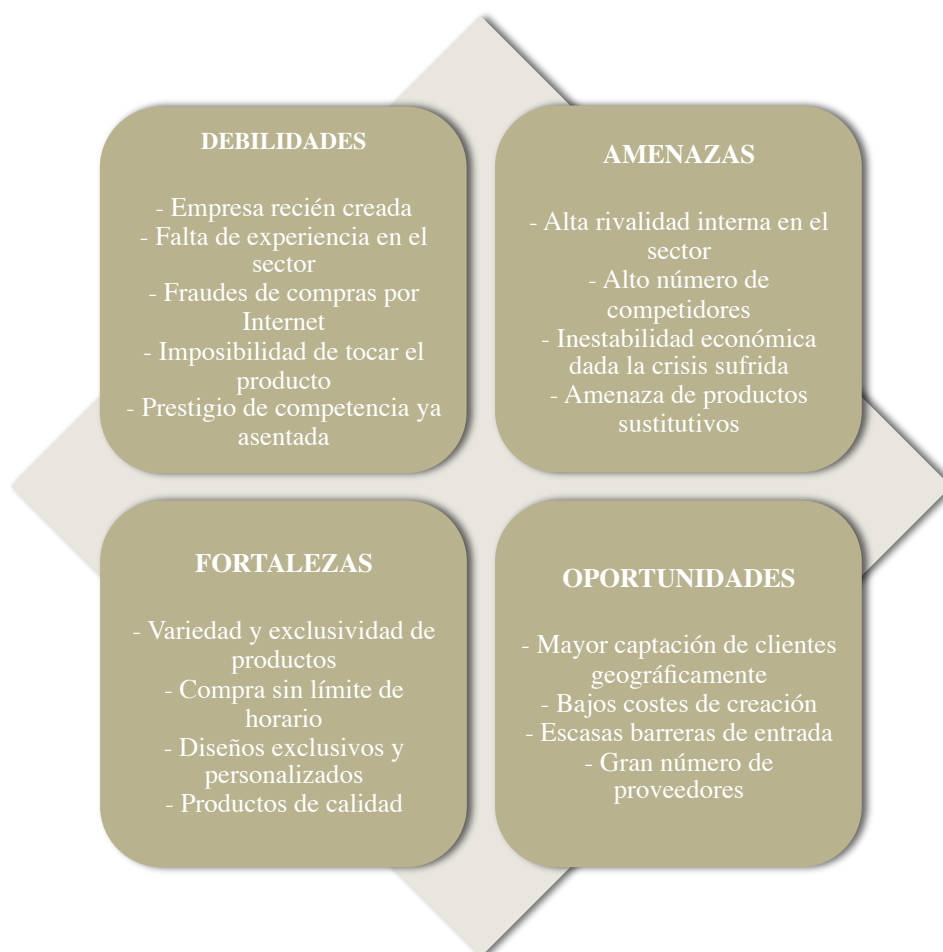 DEBILIDADES
- Empresa recién creada
- Falta de experiencia en el
sector
- Fraudes de compras por
Internet
- Imposibilidad de tocar el
producto
- Prestigio de competencia ya
asentada
AMENAZAS
- Alta rivalidad interna en el
sector
- Alto número de
competidores
- Inestabilidad económica
dada la crisis sufrida
- Amenaza de productos
sustitutivos
FORTALEZAS
- Variedad y exclusividad de
productos
- Compra sin límite de
horario
- Diseños exclusivos y
personalizados
- Productos de calidad
OPORTUNIDADES
- Mayor captación de clientes
geográficamente
- Bajos costes de creación
- Escasas barreras de entrada
- Gran número de
proveedores